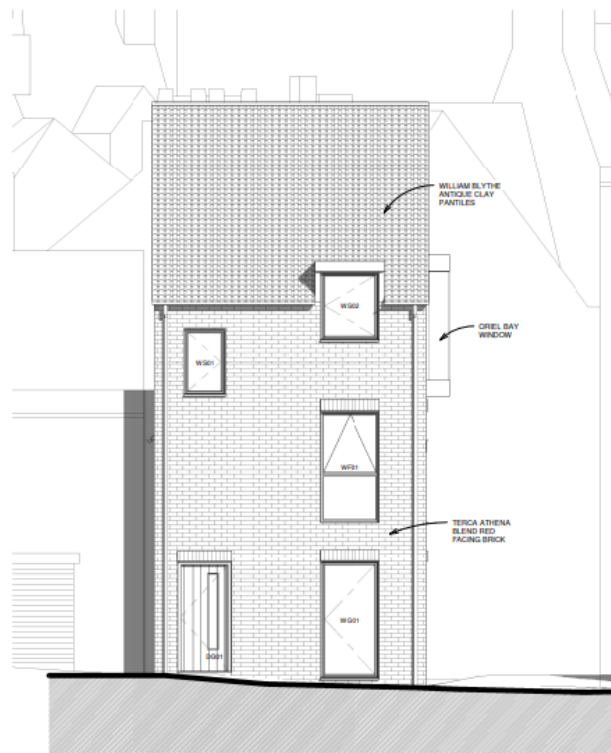 WILLIAM BLYTHE
ANTIQUE CLAY
PANTILES
WS02
ORIEL BAY
WINDOW
WS01
WF01
TERCA ATHENA
BLEND RED
FACING BRICK
WG01
DG01